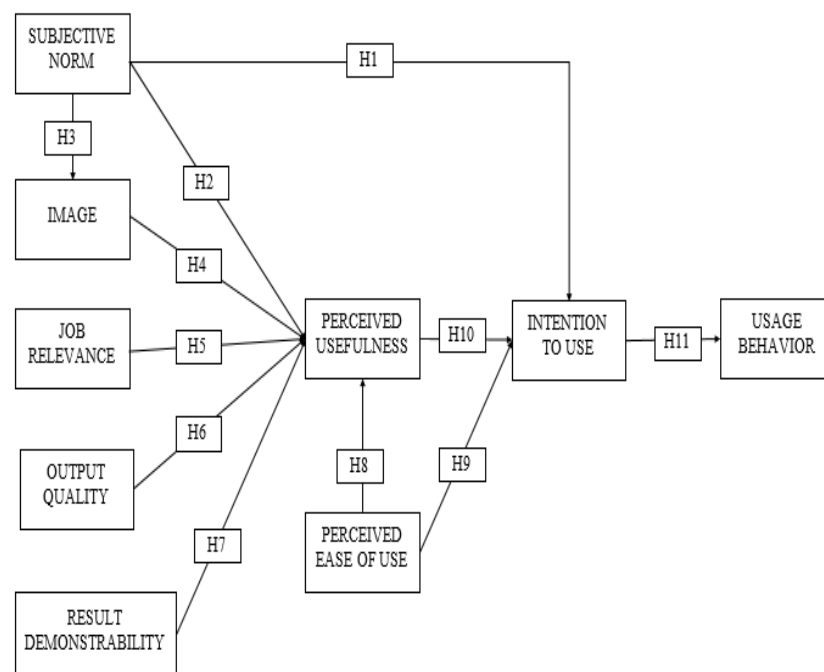 SUBJECTIVE
NORM
H1
H3
H2
IMAGE
H4
JOB
RELEVANCE
H5
PERCEIVED
USEFULNESS
H10
INTENTION
TO USE
H11
USAGE
BEHAVIOR
H6
OUTPUT
QUALITY
H8
H9
H7
PERCEIVED
EASE OF USE
RESULT
DEMONSTRABILITY